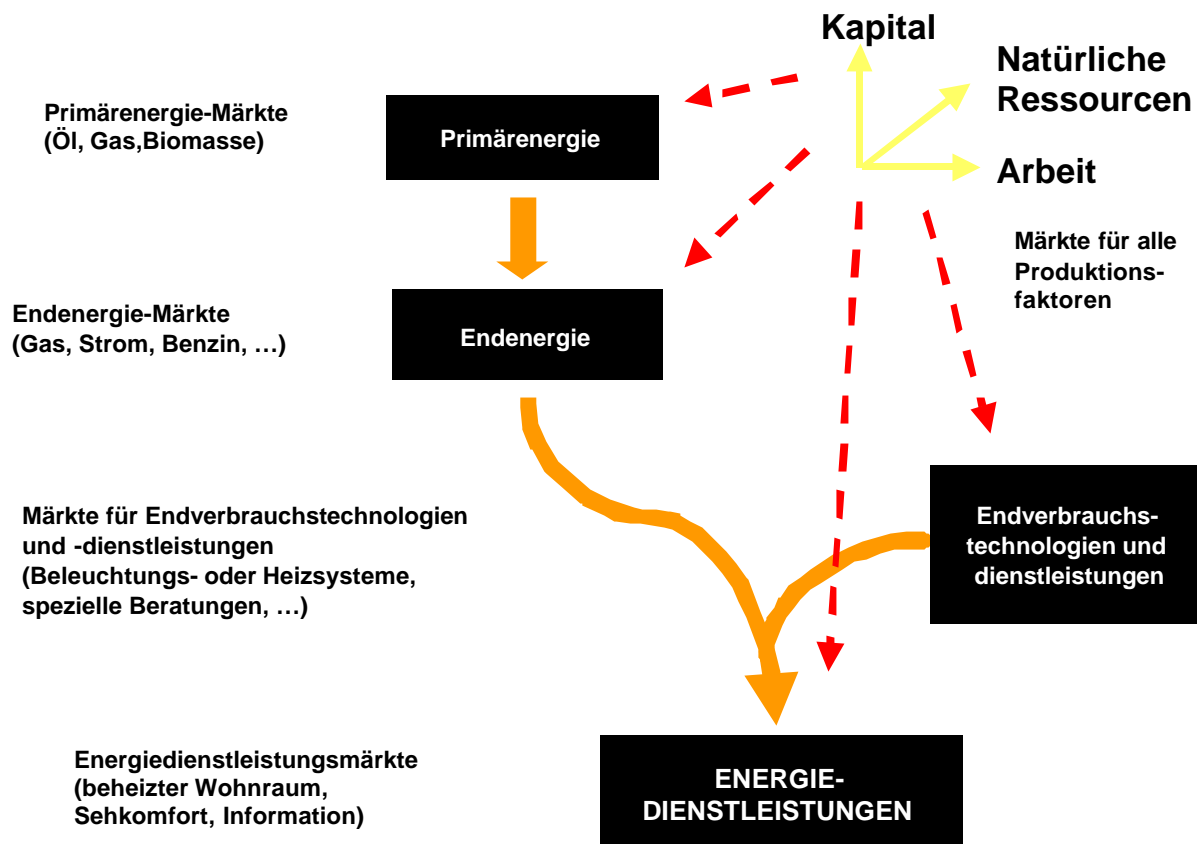 Kapital
Natürliche
Ressourcen
Arbeit
Märkte für alle
Produktions-
faktoren
Primärenergie-Märkte
(Öl, Gas,Biomasse)
Primärenergie
Endenergie-Märkte
(Gas, Strom, Benzin, …)
Endenergie
Märkte für Endverbrauchstechnologien
und -dienstleistungen
(Beleuchtungs- oder Heizsysteme,
spezielle Beratungen, …)
Endverbrauchs-
technologien und
dienstleistungen
Energiedienstleistungsmärkte
(beheizter Wohnraum,
Sehkomfort, Information)
ENERGIE-
DIENSTLEISTUNGEN